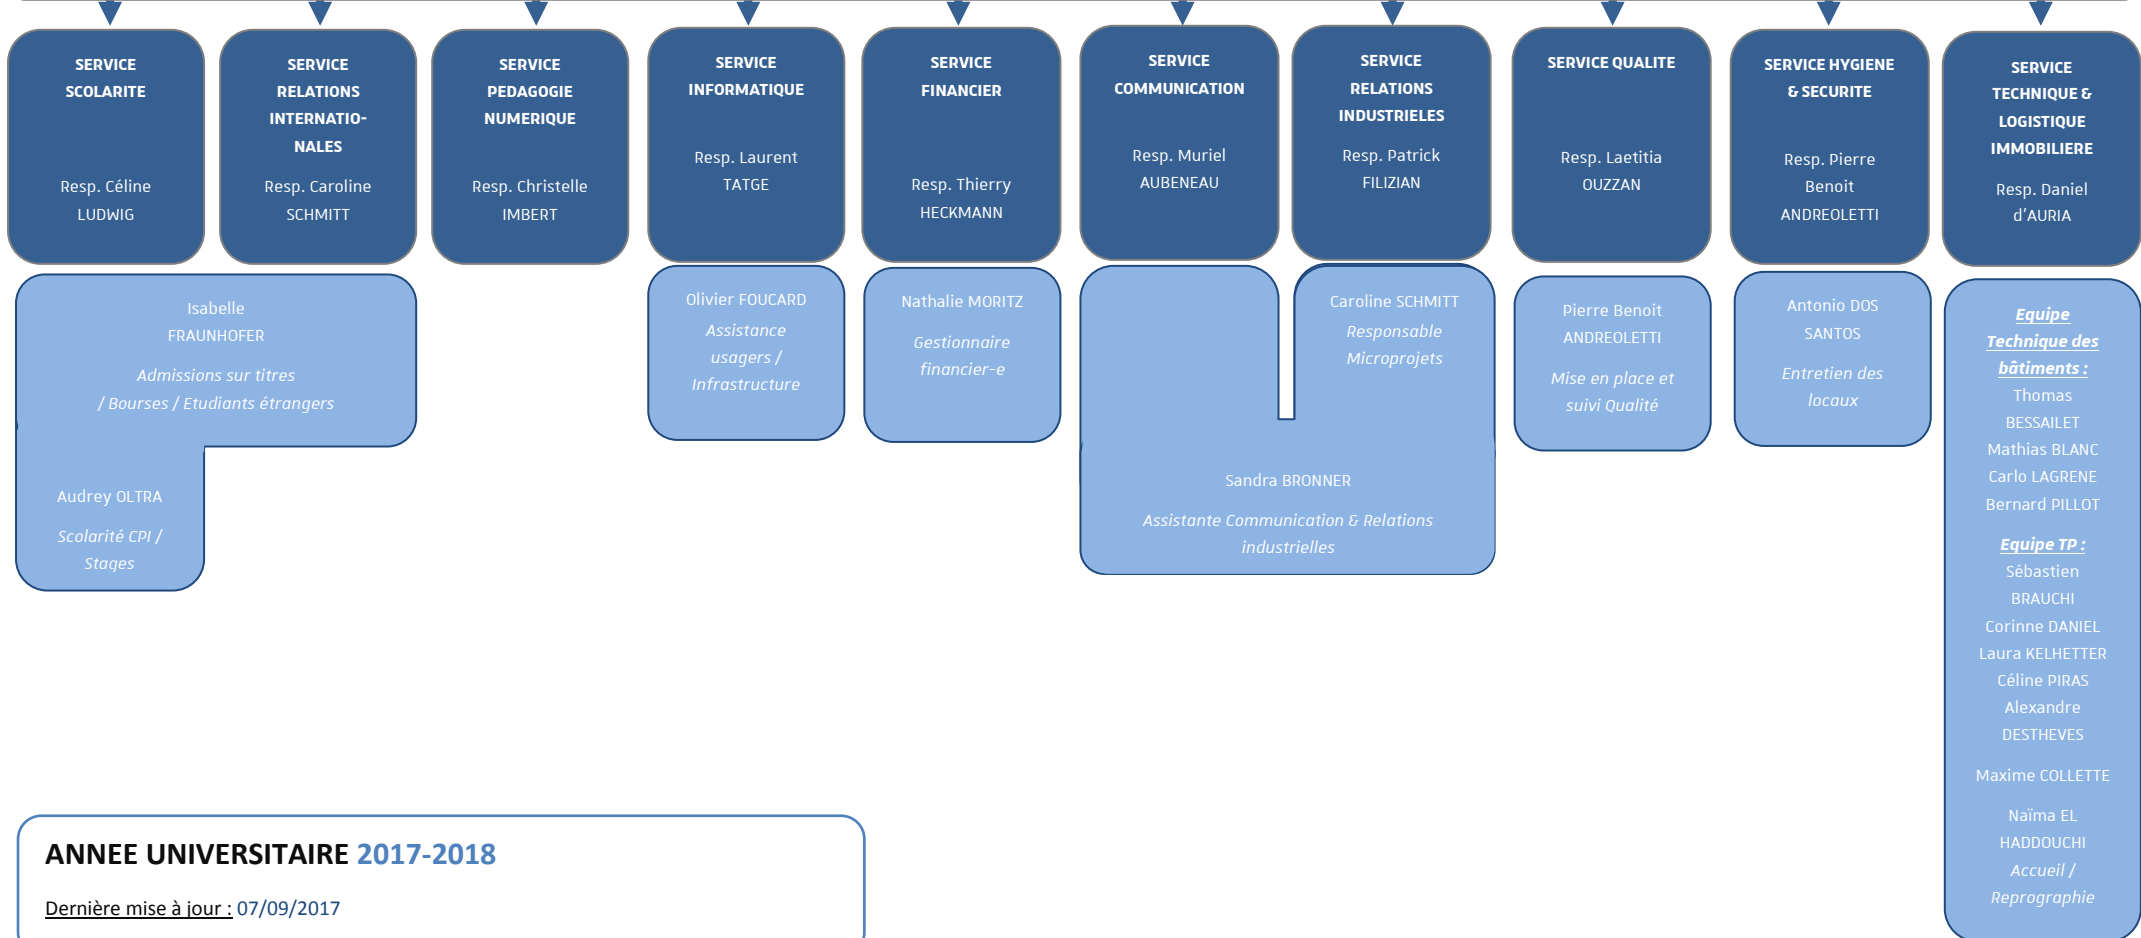 SERVICE
SCOLARITE
Resp. Céline
LUDWIG
SERVICE
RELATIONS
INTERNATIO-
NALES
Resp. Caroline
SCHMITT
SERVICE
PEDAGOGIE
NUMERIQUE
Resp. Christelle
IMBERT
SERVICE
INFORMATIQUE
Resp. Laurent
TATGE
SERVICE
FINANCIER
Resp. Thierry
HECKMANN
SERVICE
COMMUNICATION
Resp. Muriel
AUBENEAU
SERVICE
RELATIONS
INDUSTRIELES
Resp. Patrick
FILIZIAN
SERVICE QUALITE
Resp. Laetitia
OUZZAN
SERVICE HYGIENE
& SECURITE
Resp. Pierre
Benoit
ANDREOLETTI
SERVICE
TECHNIQUE &
LOGISTIQUE
IMMOBILIERE
Resp. Daniel
d'AURIA
Isabelle
FRAUNHOFER
Admissions sur titres
/ Bourses / Etudiants étrangers
Audrey OLTRA
Scolarité CPI /
Stages
Olivier FOUCARD
Assistance
usagers /
Infrastructure
Nathalie MORITZ
Gestionnaire
financier-e
Caroline SCHMITT
Responsable
Microprojets
Sandra BRONNER
Assistante Communication & Relations
industrielles
Pierre Benoit
ANDREOLETTI
Mise en place et
suivi Qualité
Antonio DOS
SANTOS
Entretien des
locaux
Equipe
Technique des
bâtiments :
Thomas
BESSAILET
Mathias BLANC
Carlo LAGRENE
Bernard PILLOT
Equipe TP :
Sébastien
BRAUCHI
Corinne DANIEL
Laura KELHETTER
Céline PIRAS
Alexandre
DESTHEVES
Maxime COLLETTE
Naïma EL
HADDOUCHI
Accueil /
Reprographie
ANNEE UNIVERSITAIRE 2017-2018
Dernière mise à jour : 07/09/2017